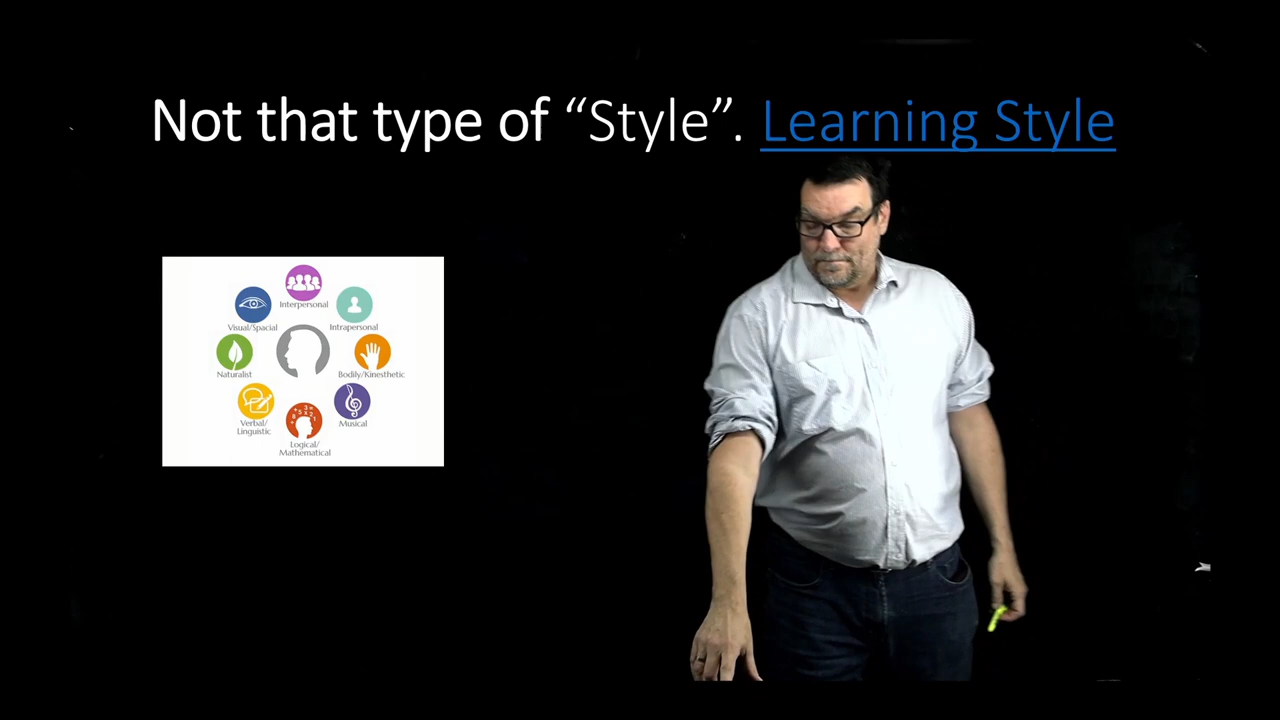 Not that type of “Style”. Learning Style
Interpersonal
Visual/Spacial
Intrapersonal
Naturalist
Bodily/Kinesthetic
Verbal/
Linguistic
Musical
Logical/
Mathematical